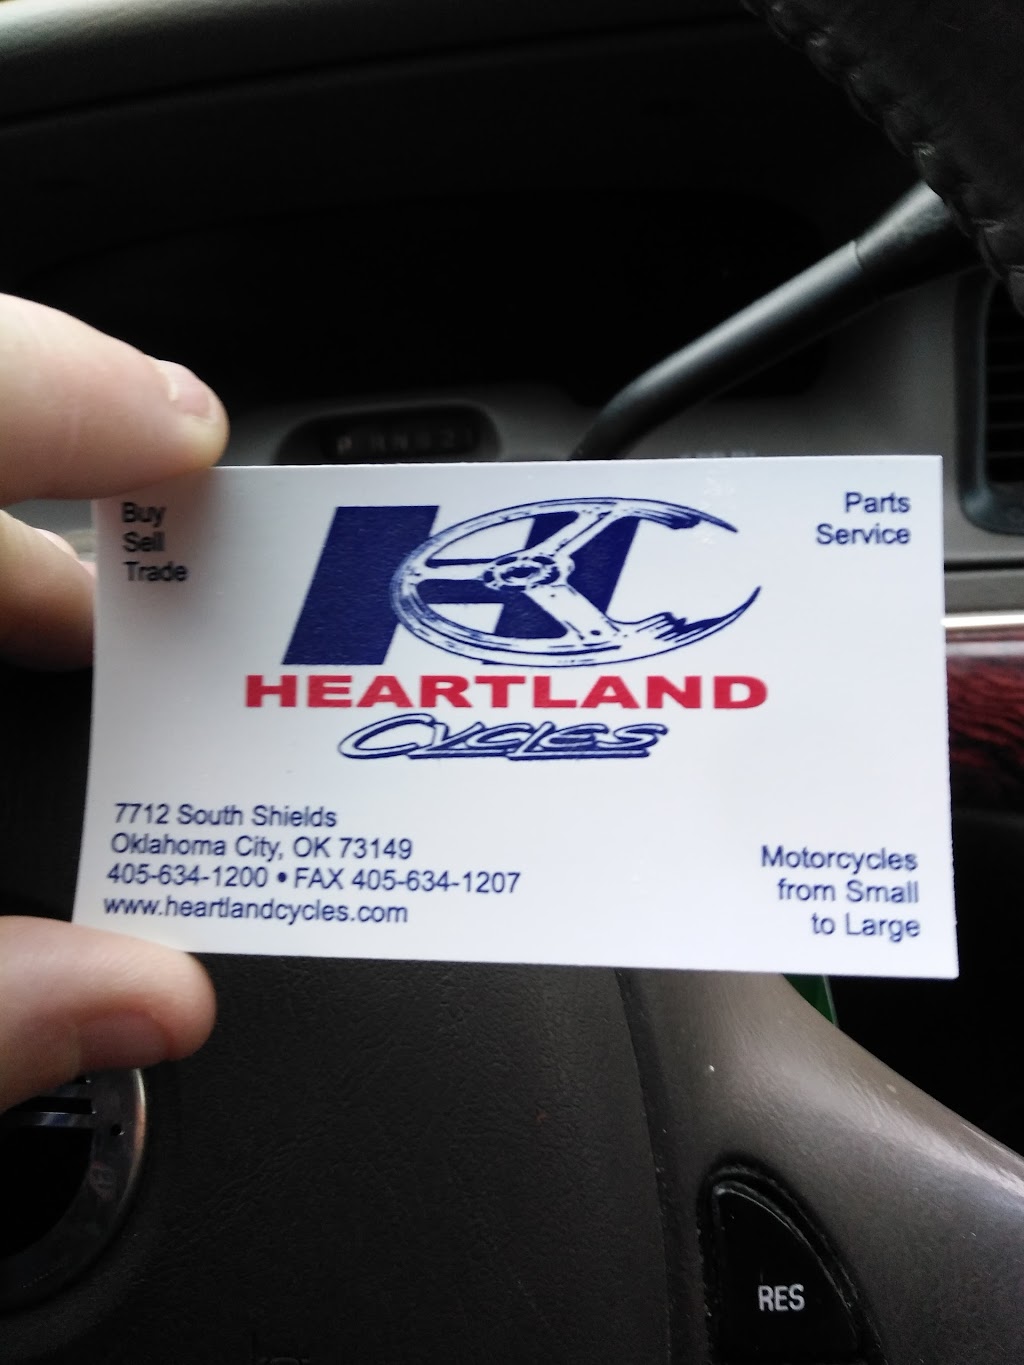 Buy
Sell
Trade
Parts
Service
HC
HEARTLAND
Cycles
7712 South Shields
Oklahoma City, OK 73149
405-634-1200 • FAX 405-634-1207
www.heartlandcycles.com
Motorcycles
from Small
to Large
RES